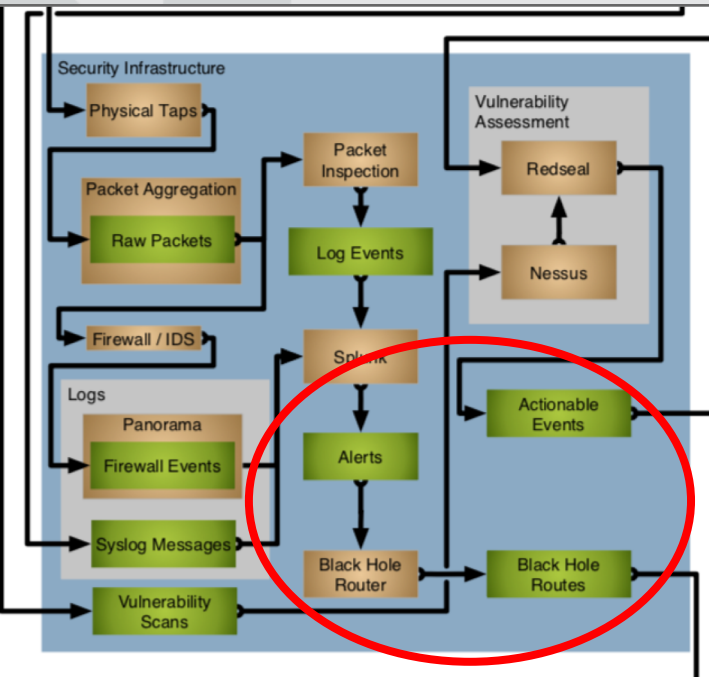 Security Infrastructure
Physical Taps
Packet Aggregation
Raw Packets
Firewall / IDS
Logs
Panorama
Firewall Events
Syslog Messages
Vulnerability
Scans
Packet
Inspection
Log Events
Splunk
Alerts
Black Hole
Router
Vulnerability
Assessment
Redseal
Nessus
Actionable
Events
Black Hole
Routes